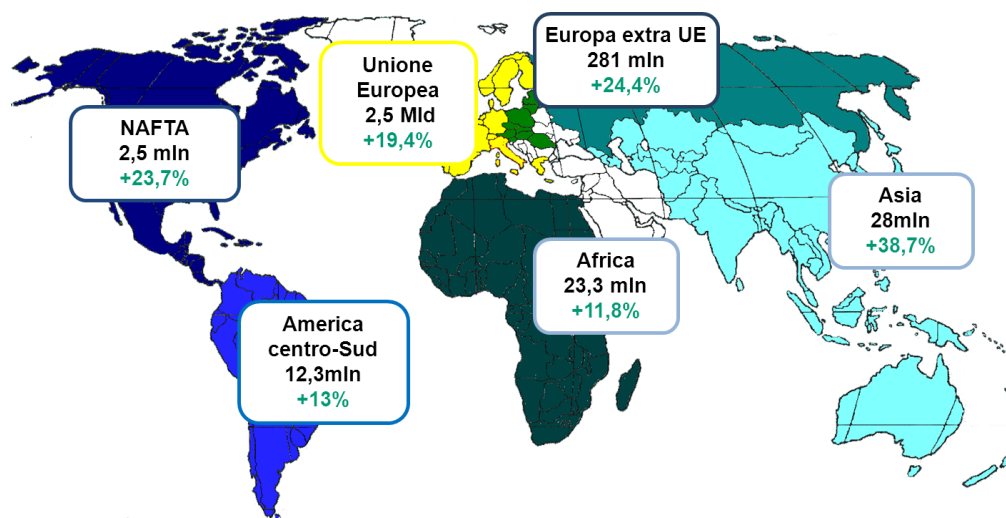 Europa extra UE
281 mln
+24,4%
Unione
Europea
2,5 Mld
+19,4%
NAFTA
2,5 mln
+23,7%
Asia
28mln
+38,7%
Africa
23,3 mln
+11,8%
America
centro-Sud
12,3mln
+13%